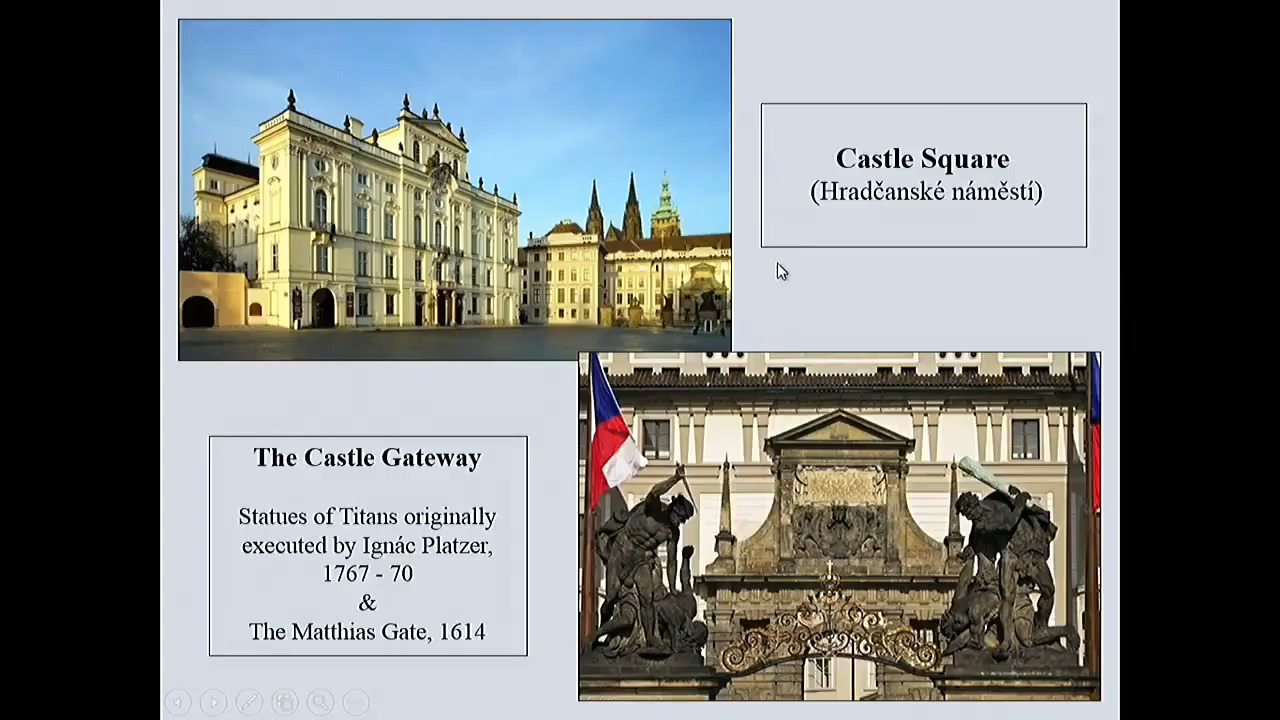 Castle Square
(Hradčanské náměstí)
The Castle Gateway
Statues of Titans originally
executed by Ignác Platzer,
1767 - 70
&
The Matthias Gate, 1614